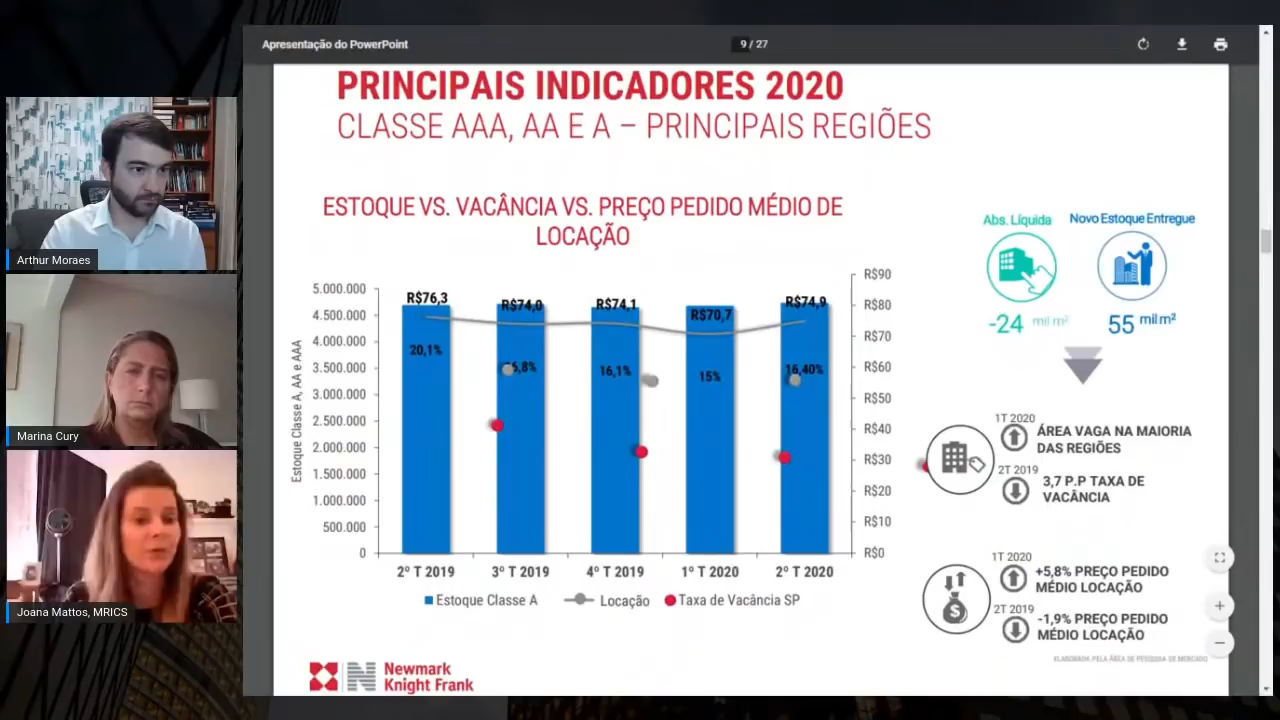 Apresentação do PowerPoint
9 / 27
Arthur Moraes
Marina Cury
Joana Mattos, MRICS
PRINCIPAIS INDICADORES 2020
CLASSE AAA, AA E A – PRINCIPAIS REGIÕES
ESTOQUE VS. VACÂNCIA VS. PREÇO PEDIDO MÉDIO DE
LOCAÇÃO
Estoque Classe A, AA e AAA
5.000.000
4.500.000
4.000.000
3.500.000
3.000.000
2.500.000
2.000.000
1.500.000
1.000.000
500.000
0
R$76,3
R$74,0
R$74,1
R$70,7
R$74,9
20,1%
6,8%
16,1%
15%
16,40%
R$90
R$80
R$70
R$60
R$50
R$40
R$30
R$20
R$10
R$0
2º T 2019
3º T 2019
4º T 2019
1º T 2020
2º T 2020
Estoque Classe A
Locação
Taxa de Vacância SP
Abs. Líquida
Novo Estoque Entregue
-24 mil m²
55 mil m²
1T 2020
ÁREA VAGA NA MAIORIA
DAS REGIÕES
2T 2019
3,7 P.P TAXA DE
VACÂNCIA
1T 2020
+5,8% PREÇO PEDIDO
MÉDIO LOCAÇÃO
2T 2019
-1,9% PREÇO PEDIDO
MÉDIO LOCAÇÃO
ELABORADA PELA ÁREA DE PESQUISA DE MERCADO
Newmark
Knight Frank